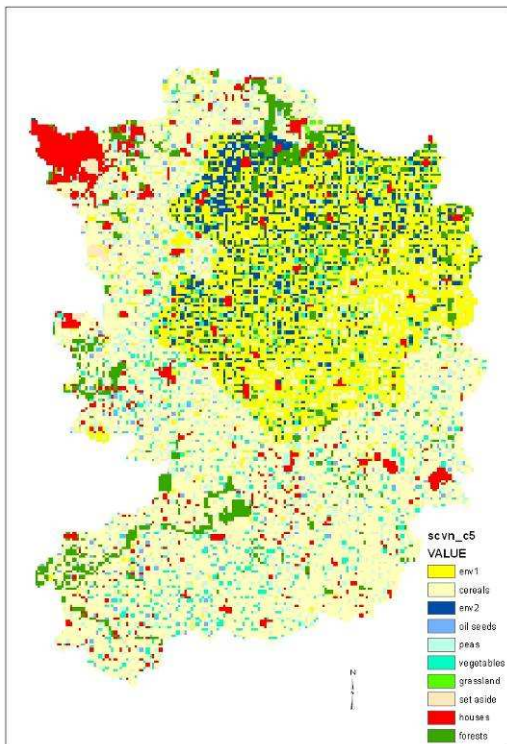 scvn_c5
VALUE
env1
cereals
env2
oil seeds
peas
vegetables
grassland
set aside
houses
forests
N